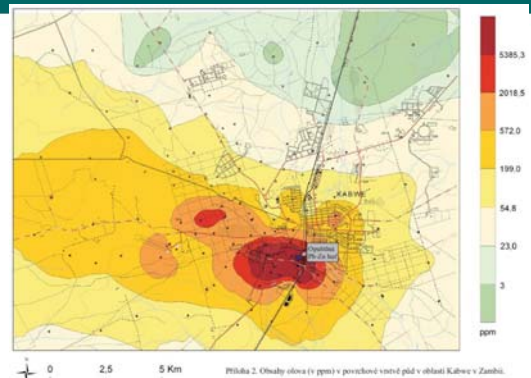 5385,3
2018,5
572.0
199,0
54,8
23,0
3
ppm
KABWE
Opuštěná
Pb-Zn huť
0 2,5 5 Km
Příloha 2. Obsahy olova (v ppm) v povrchové vrstvě půd v oblasti Kabwe v Zambii.